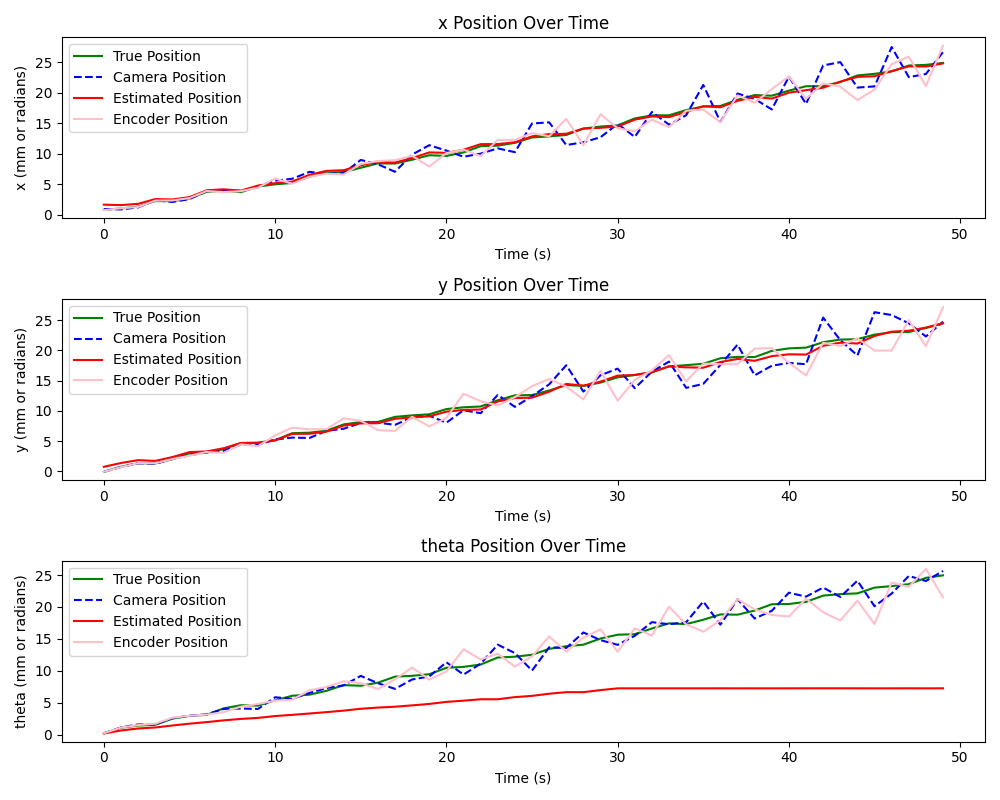 x Position Over Time
x (mm or radians)
25
20
15
10
5
0
True Position
Camera Position
Estimated Position
Encoder Position
0 10 20 30 40 50
Time (s)
y Position Over Time
y (mm or radians)
25
20
15
10
5
0
True Position
Camera Position
Estimated Position
Encoder Position
0 10 20 30 40 50
Time (s)
theta Position Over Time
theta (mm or radians)
25
20
15
10
5
0
True Position
Camera Position
Estimated Position
Encoder Position
0 10 20 30 40 50
Time (s)